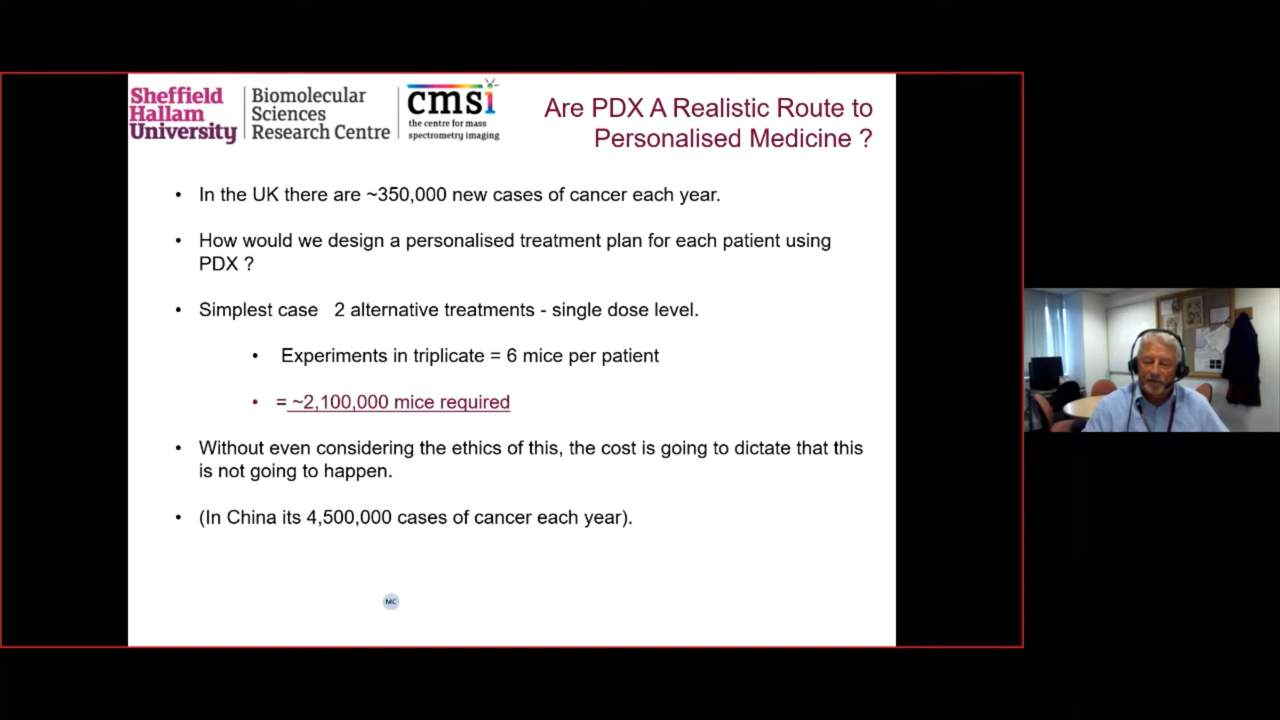 Sheffield
Hallam
University
Biomolecular
Sciences
Research Centre
cmsi
the centre for mass
spectrometry imaging
Are PDX A Realistic Route to
Personalised Medicine ?
• In the UK there are ~350,000 new cases of cancer each year.
• How would we design a personalised treatment plan for each patient using
PDX ?
• Simplest case 2 alternative treatments - single dose level.
• Experiments in triplicate = 6 mice per patient
• = ~2,100,000 mice required
• Without even considering the ethics of this, the cost is going to dictate that this
is not going to happen.
• (In China its 4,500,000 cases of cancer each year).
MC